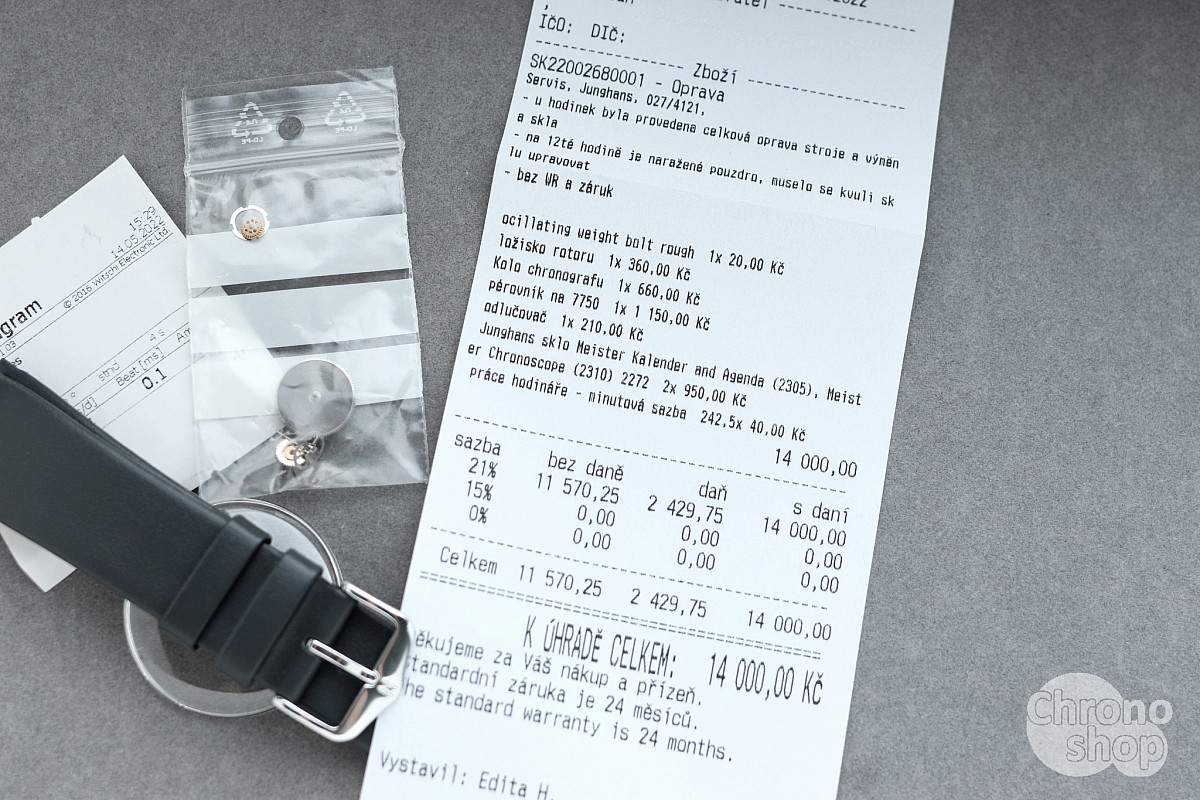 IČO: DIČ:
Zboží
SK22002680001 - Oprava
Servis, Junghans, 027/4121,
- u hodinek byla provedena celková oprava stroje a výněn
a skla
- na 12té hodině je naražené pouzdro, muselo se kvuli sk
lu upravovat
- bez WR a záruk
ocillating weight bolt rough 1x 20,00 Kč
ložisko rotoru 1x 360,00 Kč
Kolo chronografu 1x 660,00 Kč
pérovník na 7750 1x 1 150,00 Kč
odlučovač 1x 210,00 Kč
Junghans sklo Meister Kalender and Agenda (2305), Meist
er Chronoscope (2310) 2272 2x 950,00 Kč
práce hodináře - minutová sazba 242,5x 40,00 Kč
14 000,00
sazba bez daně daň s daní
21% 11 570,25 2 429,75 14 000,00
15% 0,00 0,00 0,00
0% 0,00 0,00 0,00
Celkem 11 570,25 2 429,75 14 000,00
K ÚHRADĚ CELKEM: 14 000,00 Kč
ěkujeme za Váš nákup a přízeň.
tandardní záruka je 24 měsíců.
he standard warranty is 24 months.
Vystavil: Edita H.
15:29
14.05.2022
© 2015 Witschi Electronic Ltd.
gram
1.03
es
stnd 4 s
/d] Beat [ms] Am
0.1
Chrono
shop